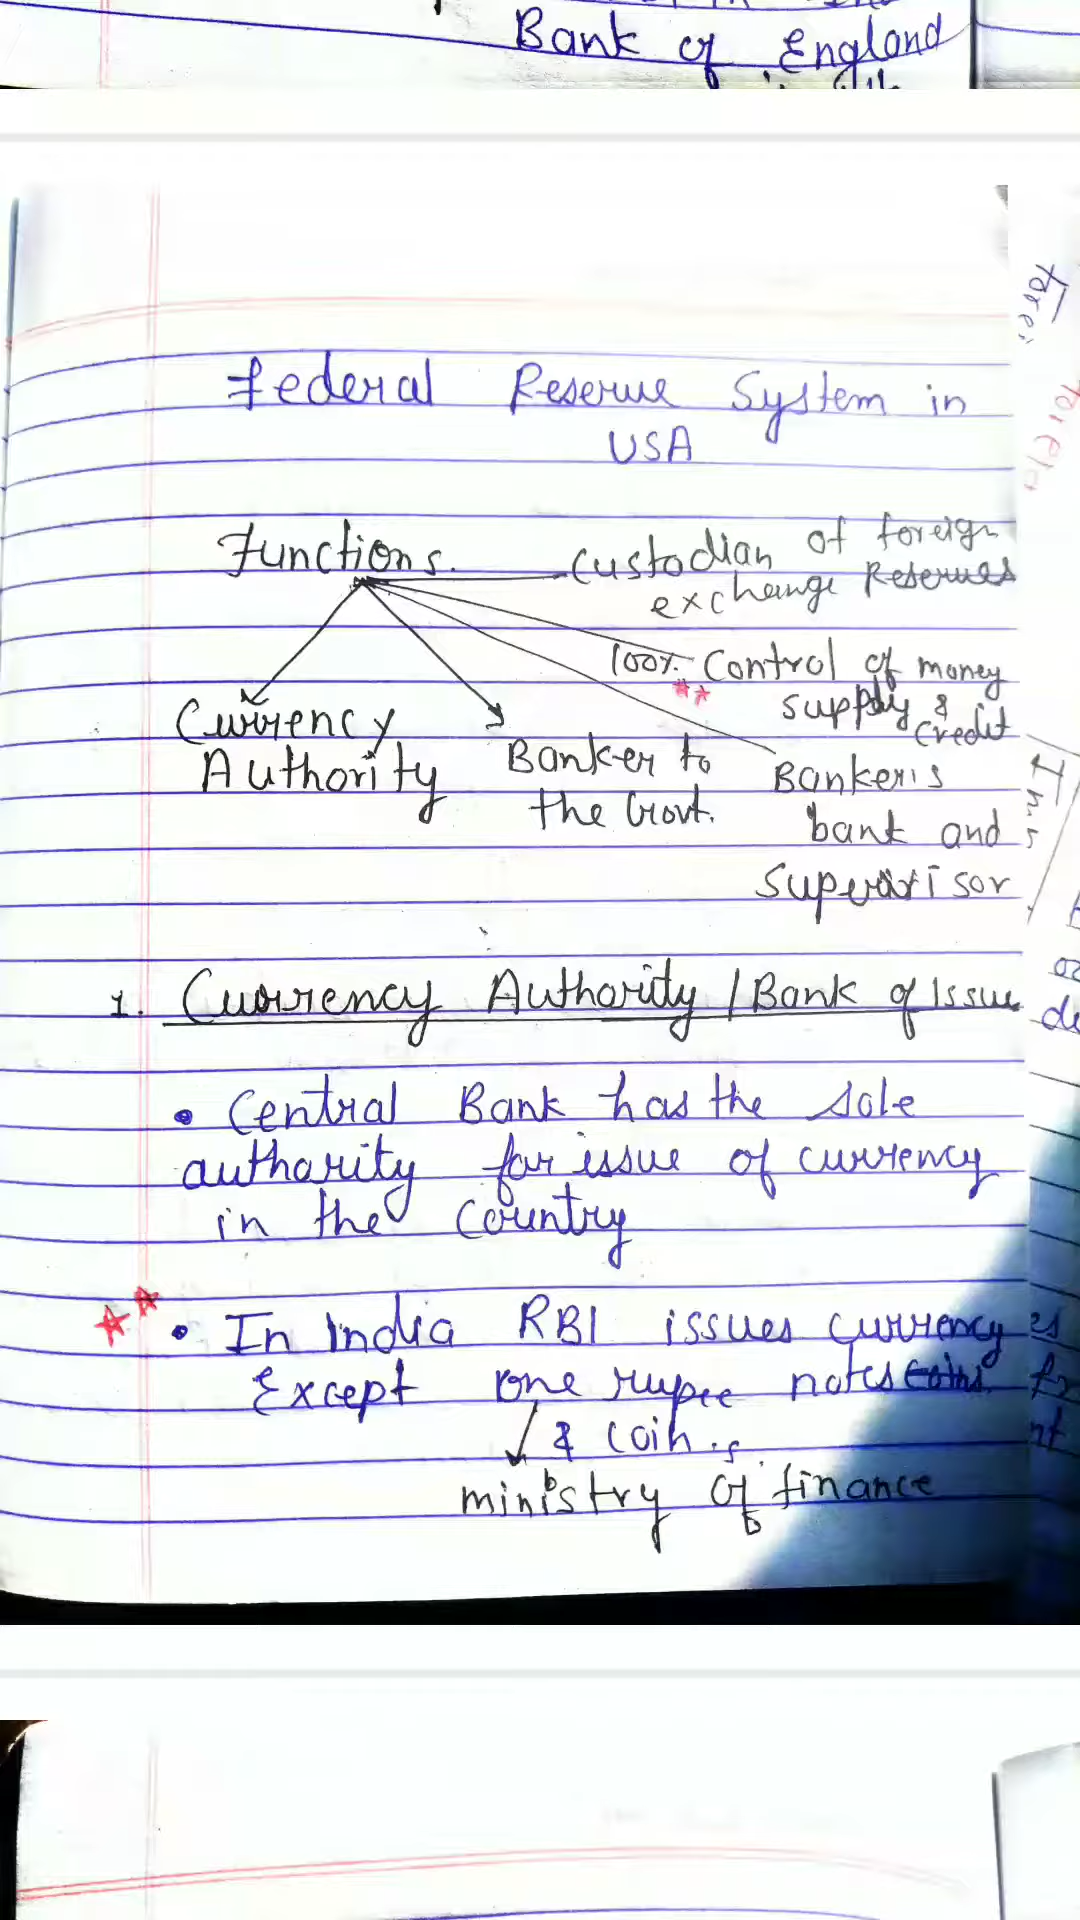 Bank of England
Federal Reserve System in
USA
Functions.
Custodian of foreign
exchange Reserves
100% Control of money
supply &
Credit
Currency
Authority
Banker to
the Govt.
Banker's
bank and
Supervisor
1. Currency Authority / Bank of Issue
• Central Bank has the sole
authority for issue of currency
in the Country
• In India RBI issues currency
Except one rupee notes
& coins
ministry of finance